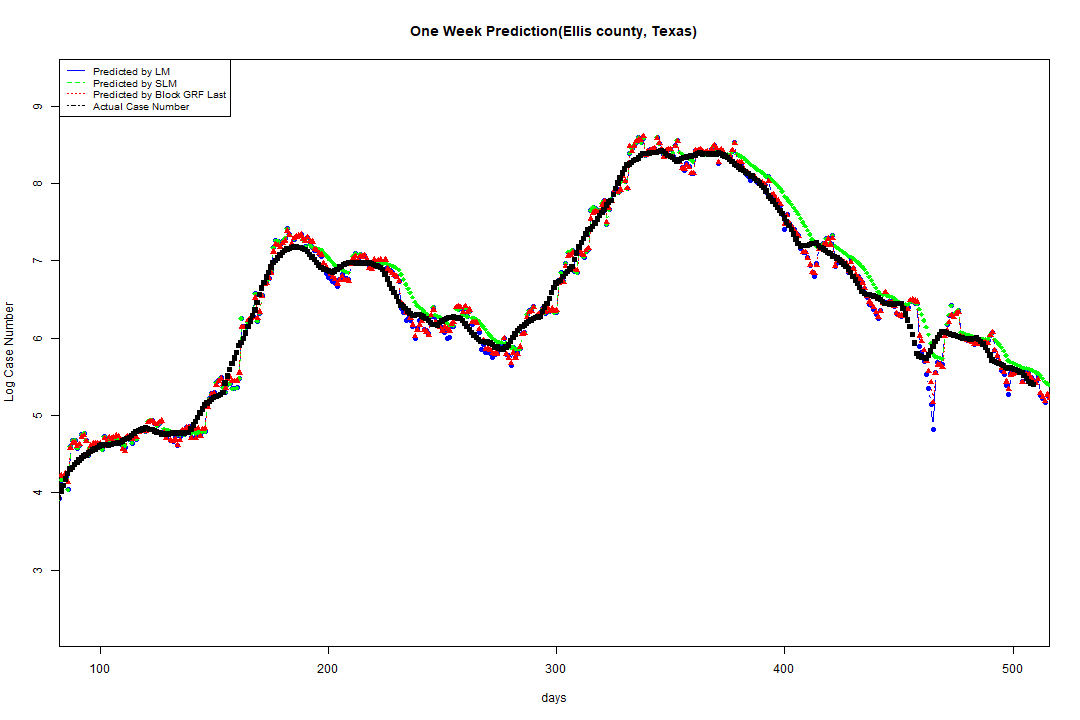 One Week Prediction(Ellis county, Texas)
Predicted by LM
Predicted by SLM
Predicted by Block GRF Last
Actual Case Number
9
8
7
6
5
4
3
Log Case Number
100 200 300 400 500
days